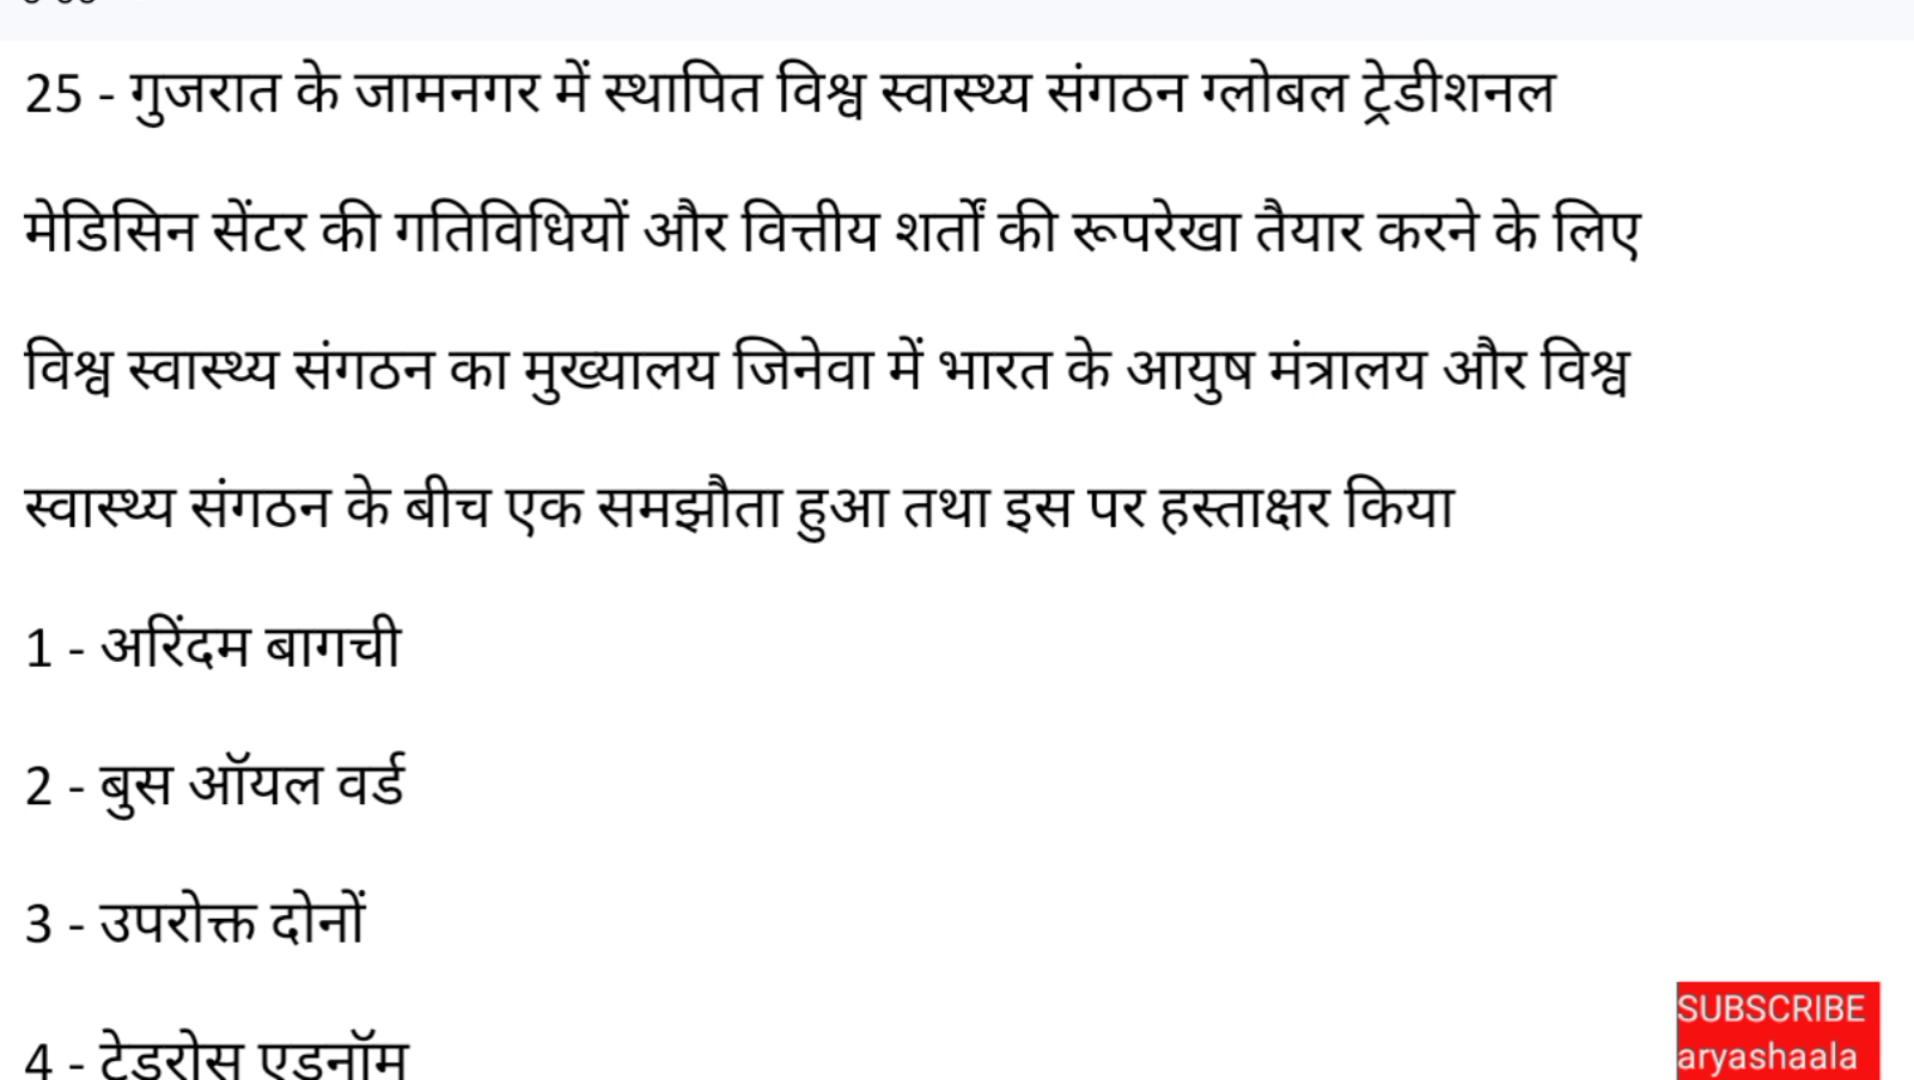 25 - गुजरात के जामनगर में स्थापित विश्व स्वास्थ्य संगठन ग्लोबल ट्रेडीशनल
मेडिसिन सेंटर की गतिविधियों और वित्तीय शर्तों की रूपरेखा तैयार करने के लिए
विश्व स्वास्थ्य संगठन का मुख्यालय जिनेवा में भारत के आयुष मंत्रालय और विश्व
स्वास्थ्य संगठन के बीच एक समझौता हुआ तथा इस पर हस्ताक्षर किया
1 - अरिंदम बागची
2 - बुस ऑयल वर्ड
3 - उपरोक्त दोनों
4 - टेडरोस एडनॉम
SUBSCRIBE
aryashaala